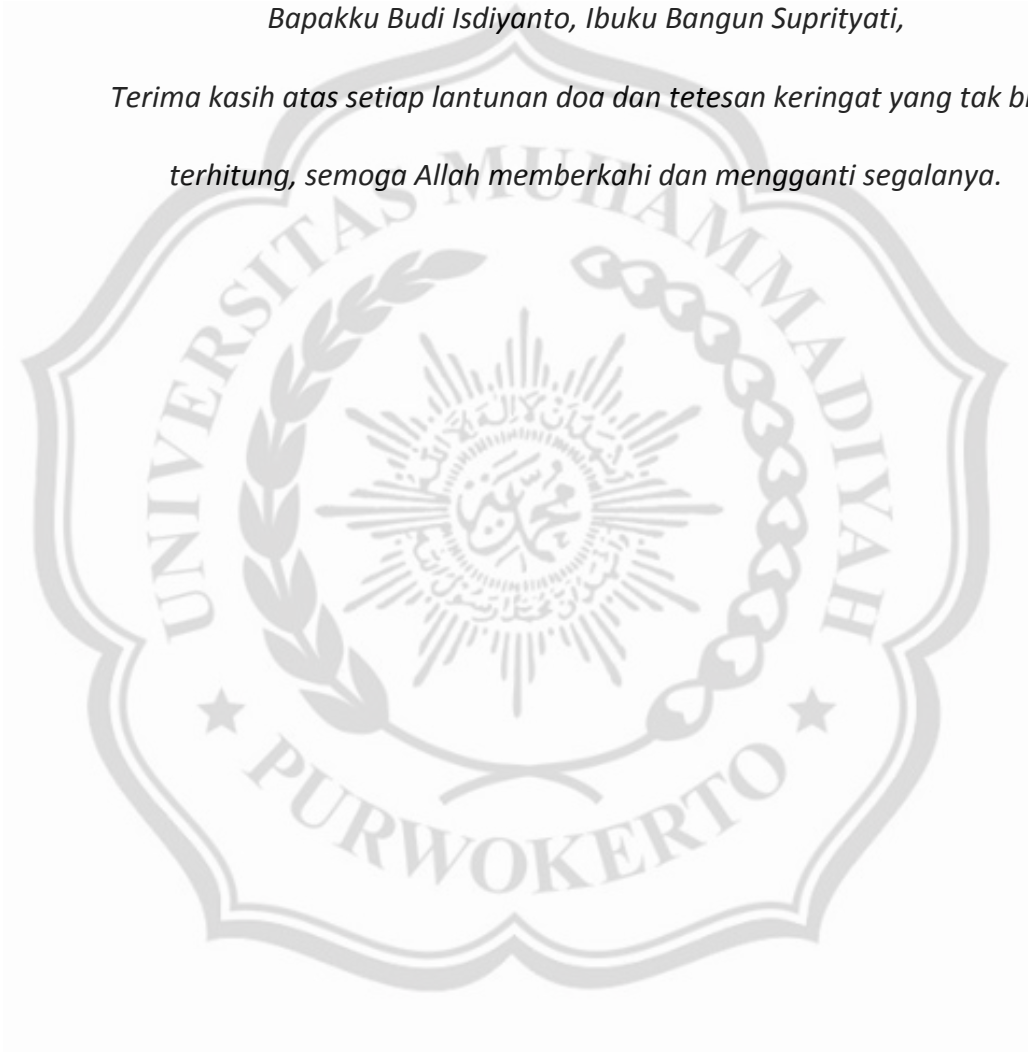 Bapakku Budi Isdiyanto, Ibuku Bangun Suprityati,
Terima kasih atas setiap lantunan doa dan tetesan keringat yang tak
terhitung, semoga Allah memberkahi dan mengganti segalanya.
UNIVERSITAS MUHAMMADIYAH
PURWOKERTO